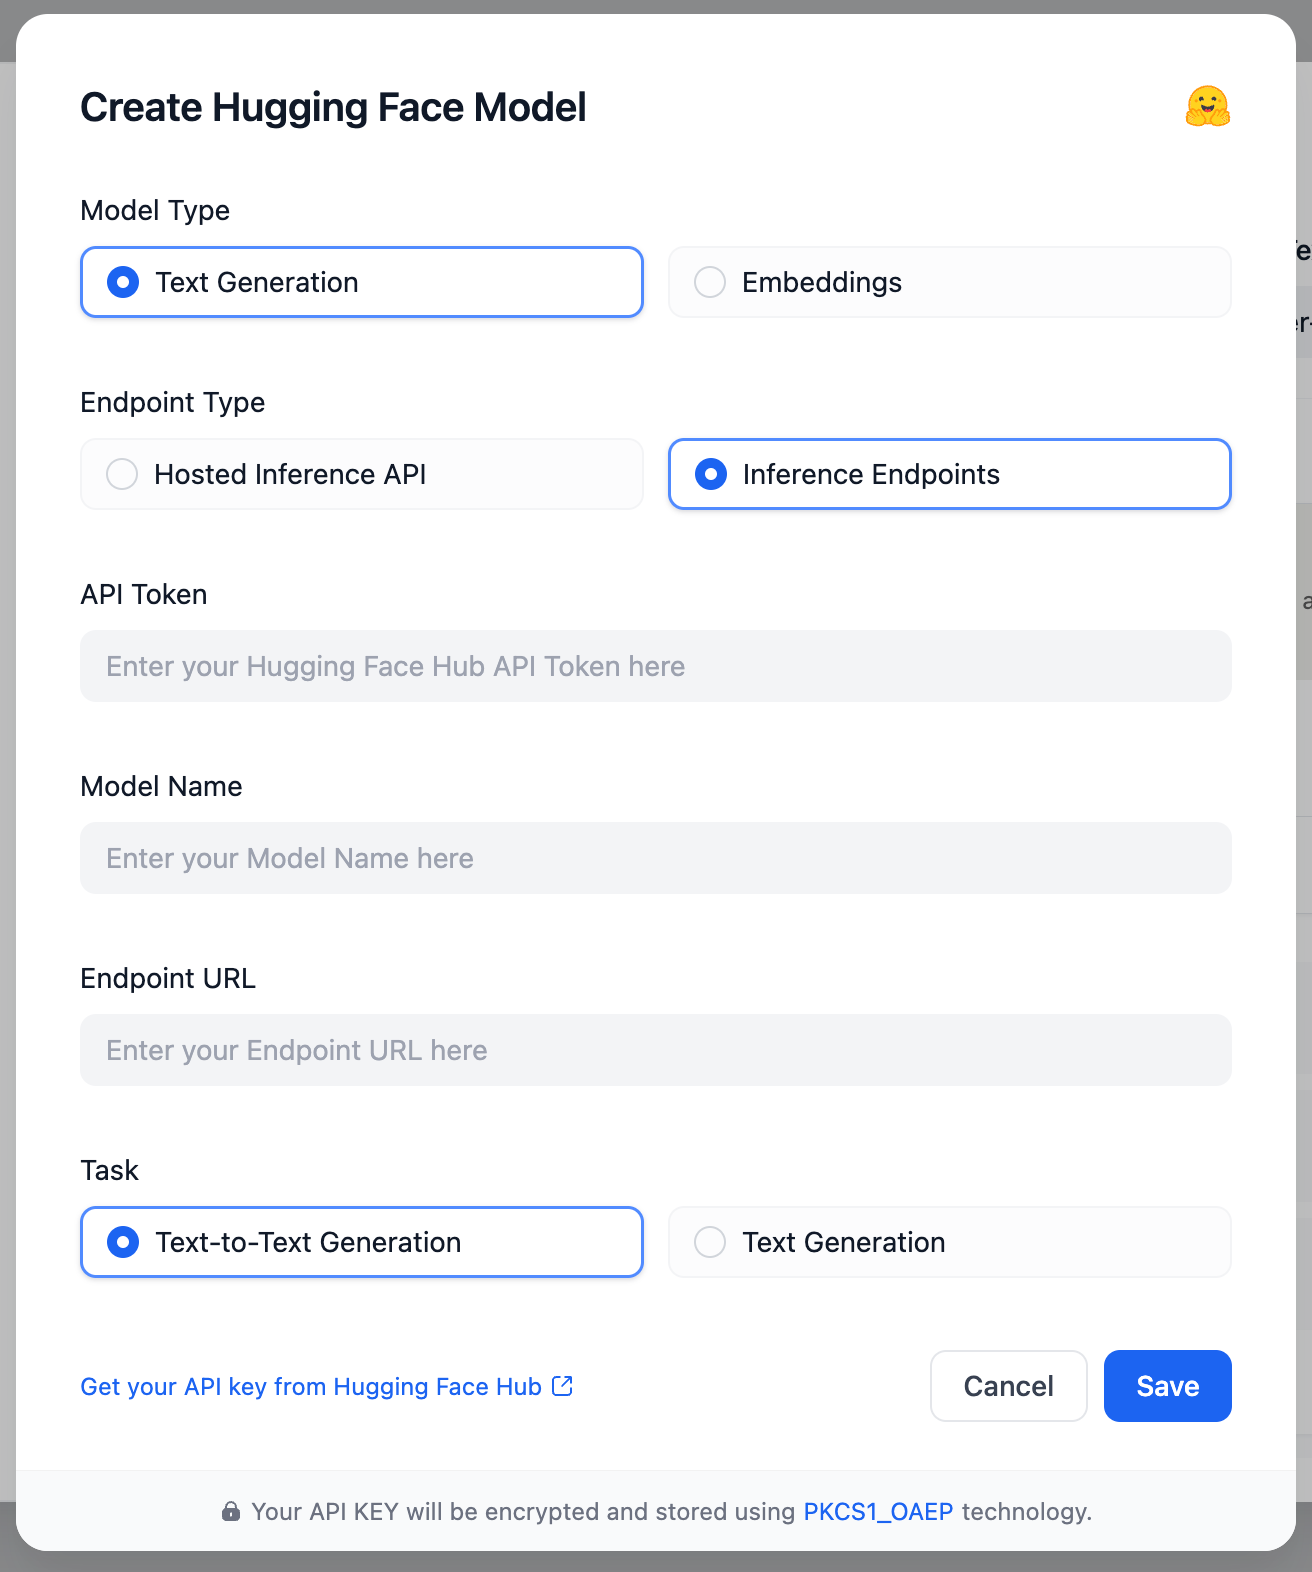 Create Hugging Face Model
Model Type
Text Generation
Embeddings
Endpoint Type
Hosted Inference API
Inference Endpoints
API Token
Enter your Hugging Face Hub API Token here
Model Name
Enter your Model Name here
Endpoint URL
Enter your Endpoint URL here
Task
Text-to-Text Generation
Text Generation
Get your API key from Hugging Face Hub
Cancel
Save
Your API KEY will be encrypted and stored using PKCS1_OAEP technology.